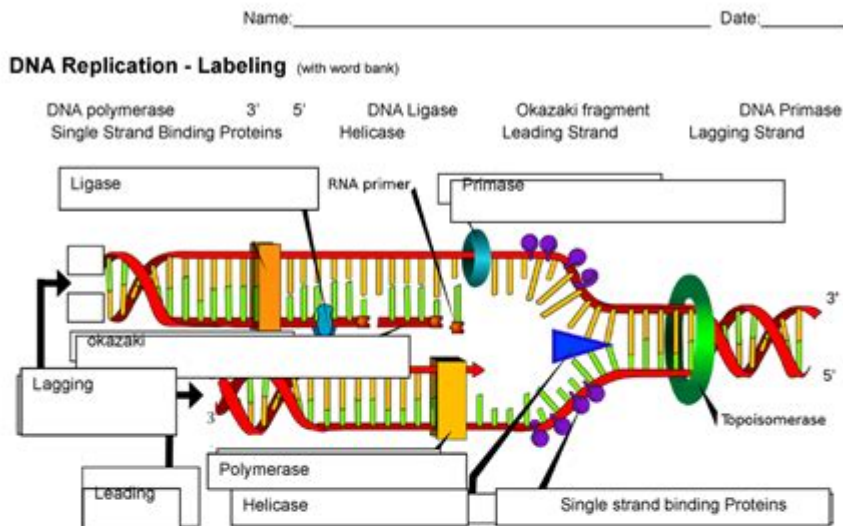 Name: Date:
DNA Replication - Labeling (with word bank)
DNA polymerase 3' 5' DNA Ligase Okazaki fragment DNA Primase
Single Strand Binding Proteins Helicase Leading Strand Lagging Strand
Ligase
RNA primer
Primase
3'
okazaki
Lagging
5'
3
Topoisomerase
Polymerase
Leading
Helicase
Single strand binding Proteins